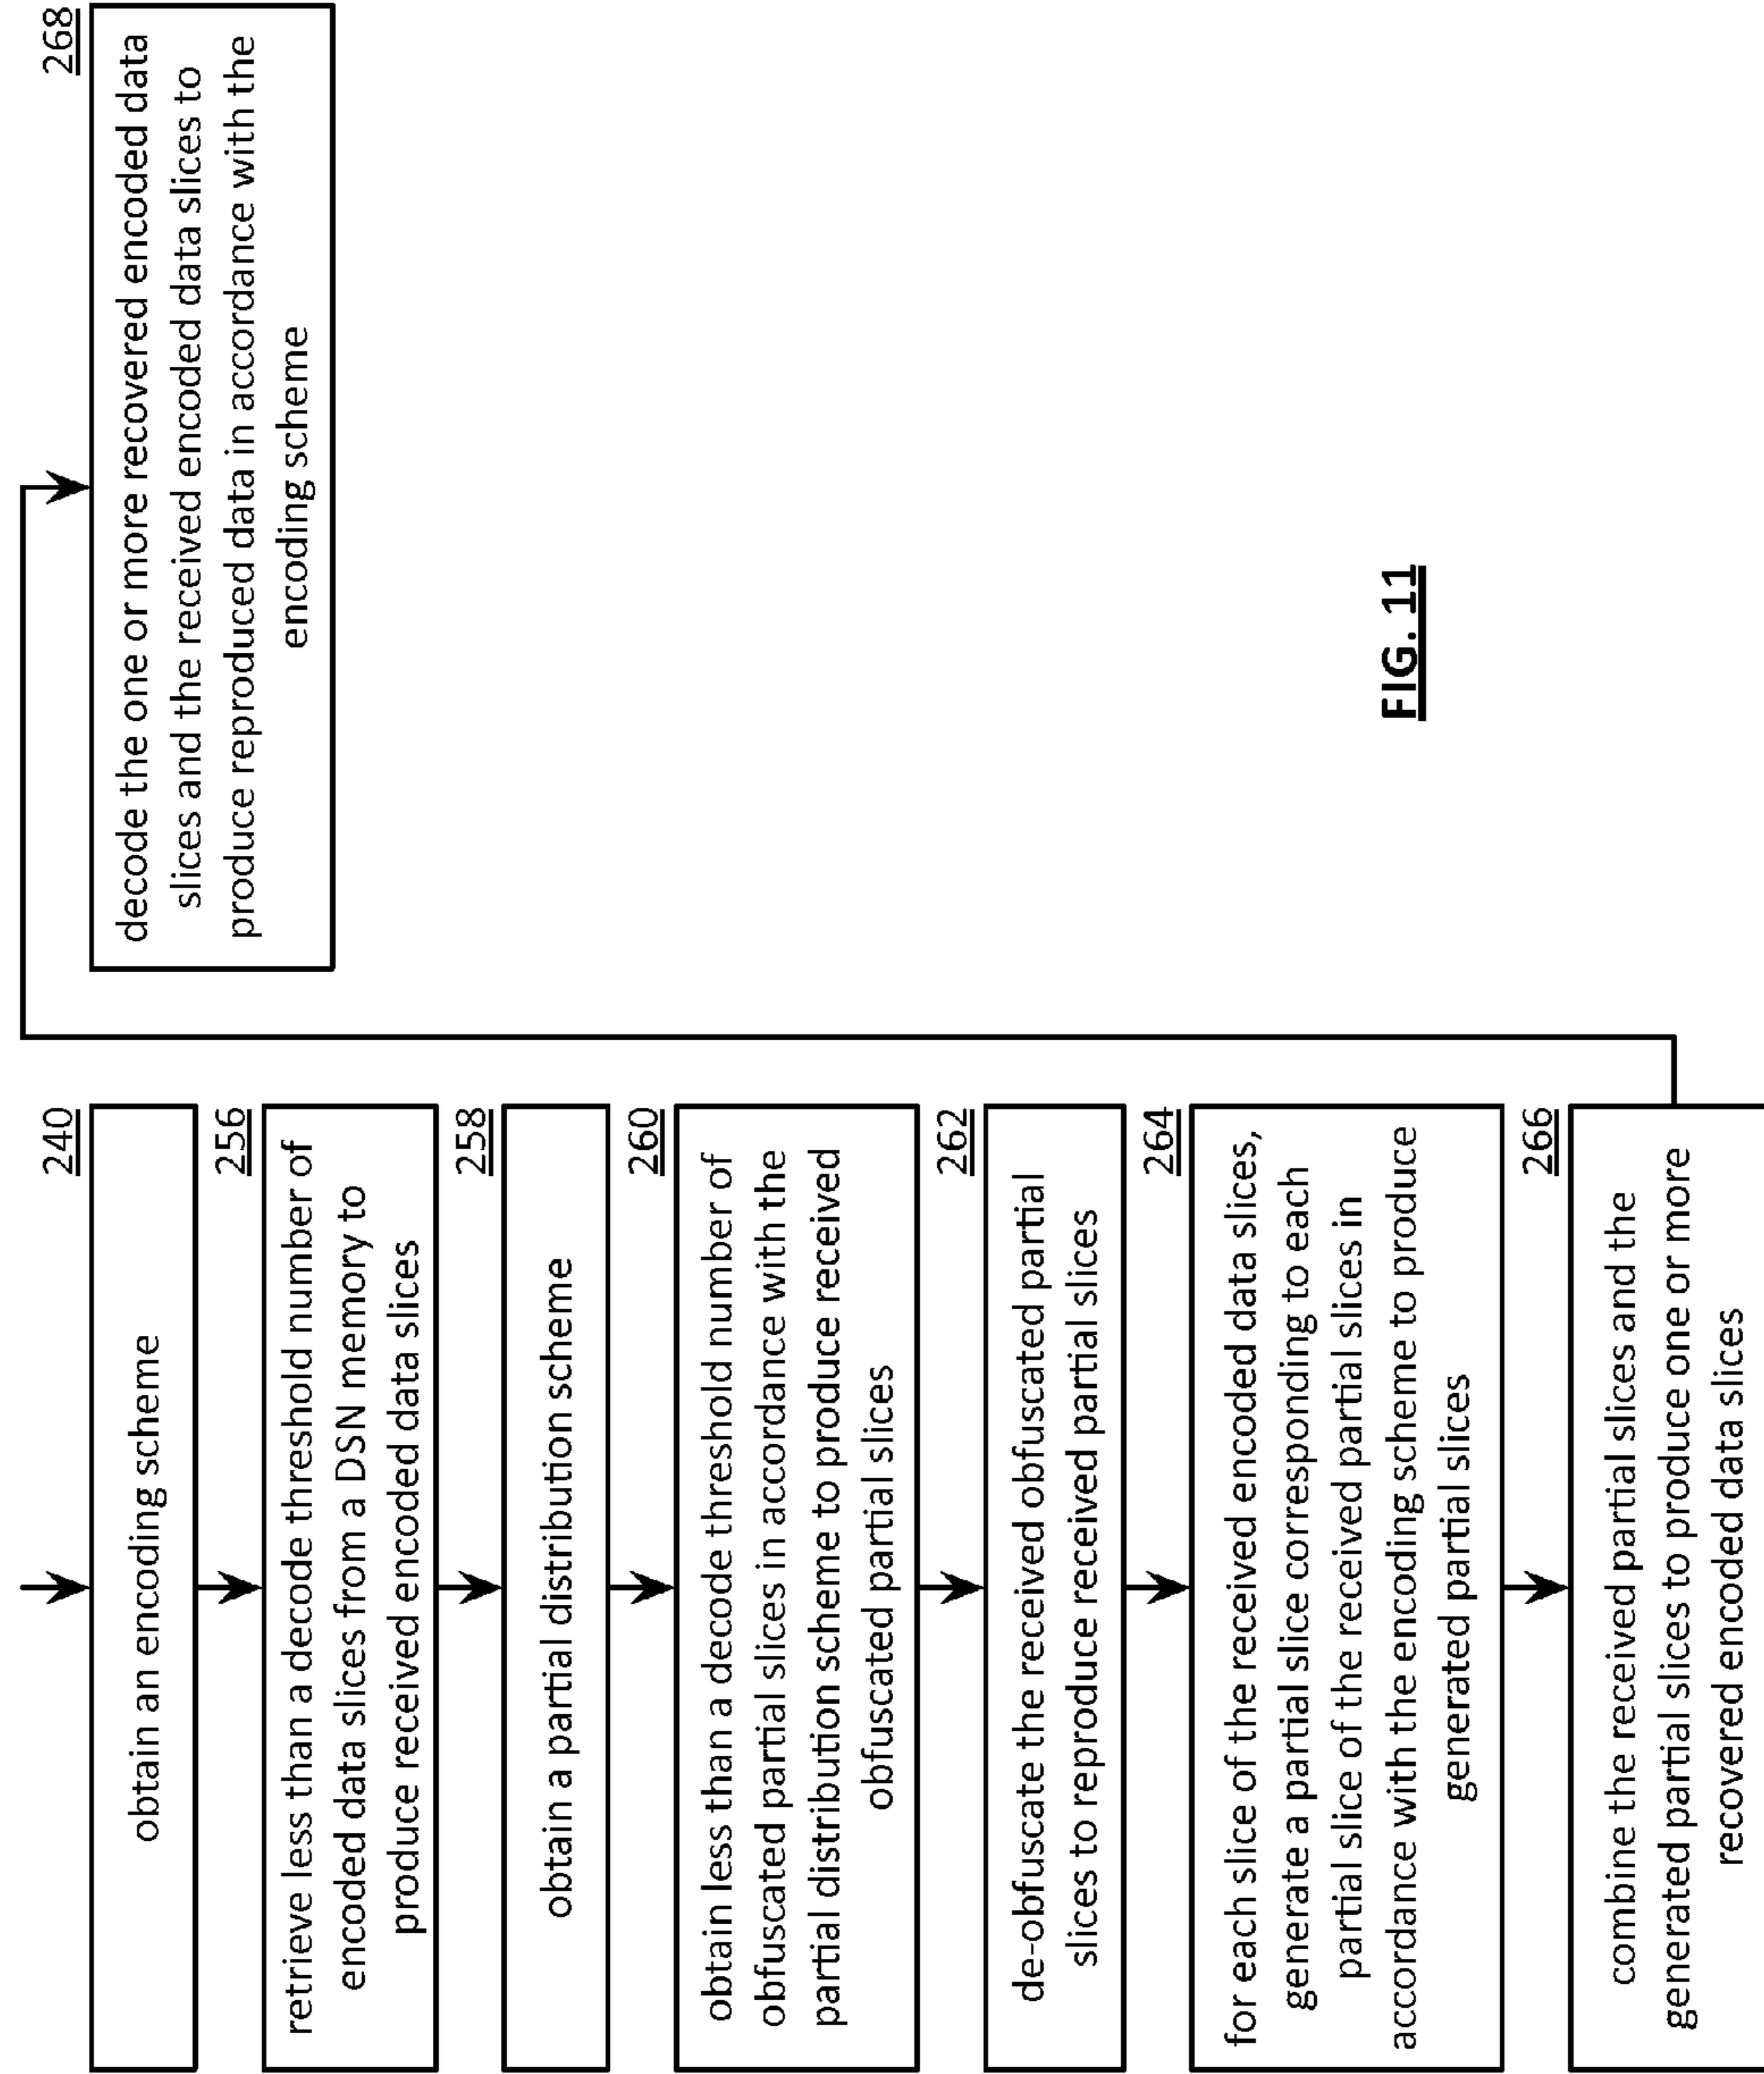 240
obtain an encoding scheme
256
retrieve less than a decode threshold number of
encoded data slices from a DSN memory to
produce received encoded data slices
258
obtain a partial distribution scheme
260
obtain less than a decode threshold number of
obfuscated partial slices in accordance with the
partial distribution scheme to produce received
obfuscated partial slices
262
de-obfuscate the received obfuscated partial
slices to reproduce received partial slices
264
for each slice of the received encoded data slices,
generate a partial slice corresponding to each
partial slice of the received partial slices in
accordance with the encoding scheme to produce
generated partial slices
266
combine the received partial slices and the
generated partial slices to produce one or more
recovered encoded data slices
268
decode the one or more recovered encoded data
slices and the received encoded data slices to
produce reproduced data in accordance with the
encoding scheme
FIG. 11